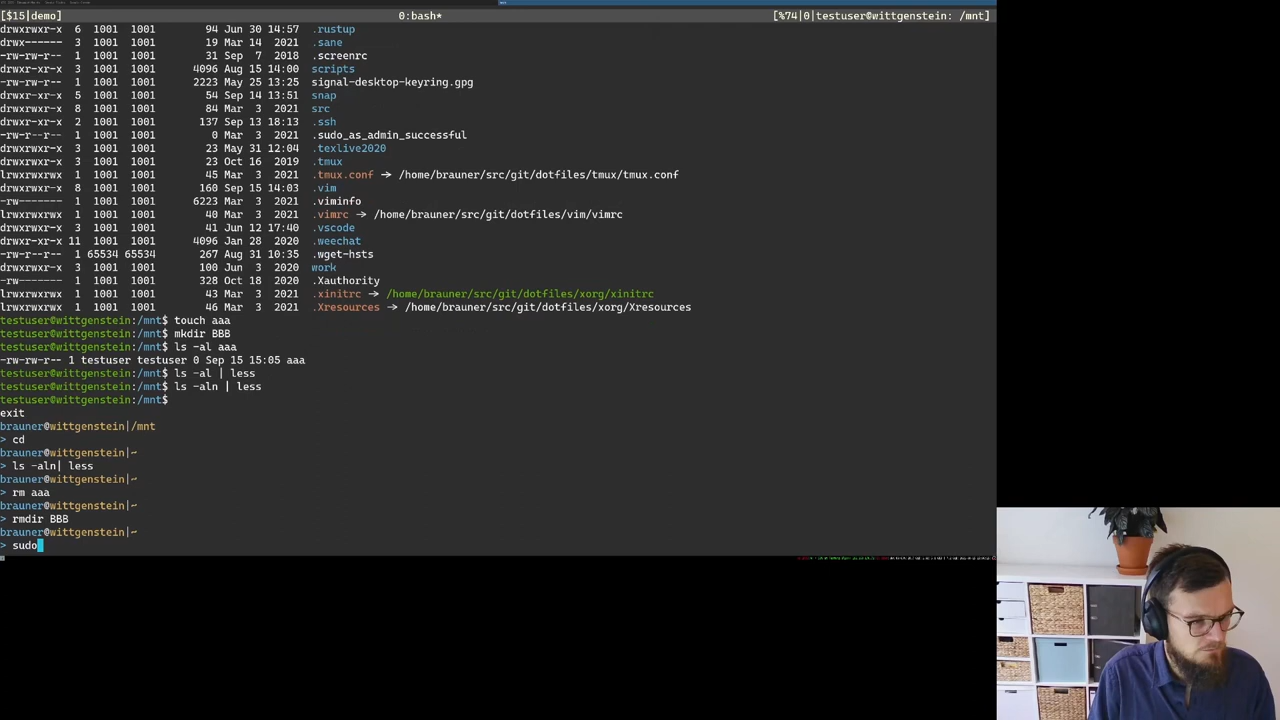 [$15|demo] 0:bash* [%74|0|testuser@wittgenstein: /mnt]
drwxrwxr-x 6 1001 1001 94 Jun 30 14:57 .rustup
drwx------ 3 1001 1001 19 Mar 14 2021 .sane
-rw-rw-r-- 1 1001 1001 31 Sep 7 2018 .screenrc
drwxrwxr-x 3 1001 1001 4096 Aug 15 14:00 scripts
-rw-rw-r-- 1 1001 1001 2223 May 25 13:25 signal-desktop-keyring.gpg
drwxrwxr-x 5 1001 1001 54 Sep 14 13:51 snap
drwxrwxr-x 8 1001 1001 84 Mar 3 2021 src
drwxrwxr-x 2 1001 1001 137 Sep 13 18:13 .ssh
-rw-r--r-- 1 1001 1001 0 Mar 3 2021 .sudo_as_admin_successful
drwxrwxr-x 3 1001 1001 23 May 31 12:04 .texlive2020
drwxrwxr-x 3 1001 1001 23 Oct 16 2019 .tmux
lrwxrwxrwx 1 1001 1001 45 Mar 3 2021 .tmux.conf -> /home/brauner/src/git/dotfiles/tmux/tmux.conf
drwxrwxr-x 8 1001 1001 160 Sep 15 14:03 .vim
-rw------- 1 1001 1001 6223 Mar 3 2021 .viminfo
lrwxrwxrwx 1 1001 1001 40 Mar 3 2021 .vimrc -> /home/brauner/src/git/dotfiles/vim/vimrc
drwxrwxr-x 3 1001 1001 41 Jun 12 17:40 .vscode
drwxr-xr-x 11 1001 1001 4096 Jan 28 2020 .weechat
-rw-r--r-- 1 65534 65534 267 Aug 31 10:35 .wget-hsts
drwxrwxr-x 3 1001 1001 100 Jun 3 2020 work
-rw------- 1 1001 1001 328 Oct 18 2020 .Xauthority
lrwxrwxrwx 1 1001 1001 43 Mar 3 2021 .xinitrc -> /home/brauner/src/git/dotfiles/xorg/xinitrc
lrwxrwxrwx 1 1001 1001 46 Mar 3 2021 .Xresources -> /home/brauner/src/git/dotfiles/xorg/Xresources
testuser@wittgenstein:/mnt$ touch aaa
testuser@wittgenstein:/mnt$ mkdir BBB
testuser@wittgenstein:/mnt$ ls -al aaa
-rw-rw-r-- 1 testuser testuser 0 Sep 15 15:05 aaa
testuser@wittgenstein:/mnt$ ls -al | less
testuser@wittgenstein:/mnt$ ls -aln | less
testuser@wittgenstein:/mnt$
exit
brauner@wittgenstein|/mnt
> cd
brauner@wittgenstein|~
> ls -aln| less
brauner@wittgenstein|~
> rm aaa
brauner@wittgenstein|~
> rmdir BBB
brauner@wittgenstein|~
> sudo